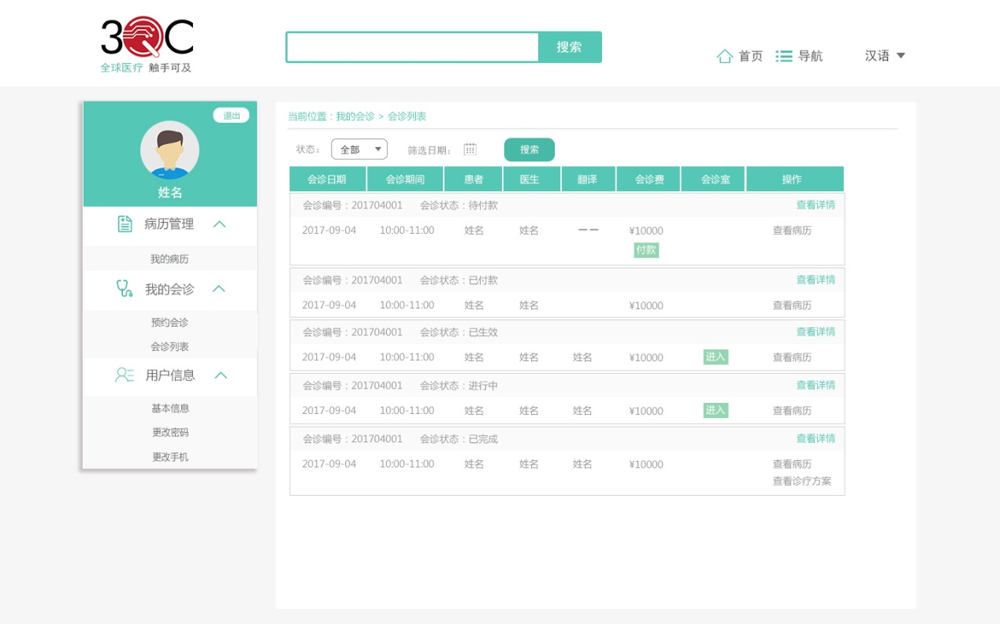 3QC
全球医疗 触手可及
搜索
首页 导航 汉语
退出
姓名
病历管理
我的病历
我的会诊
预约会诊
会诊列表
用户信息
基本信息
更改密码
更改手机
当前位置：我的会诊 > 会诊列表
状态： 全部 筛选日期： 搜索
会诊日期 会诊期间 患者 医生 翻译 会诊费 会诊室 操作
会诊编号：201704001 会诊状态：待付款 查看详情
2017-09-04 10:00-11:00 姓名 姓名 — — ¥10000 查看病历
付款
会诊编号：201704001 会诊状态：已付款 查看详情
2017-09-04 10:00-11:00 姓名 姓名 ¥10000 查看病历
会诊编号：201704001 会诊状态：已生效 查看详情
2017-09-04 10:00-11:00 姓名 姓名 姓名 ¥10000 进入 查看病历
会诊编号：201704001 会诊状态：进行中 查看详情
2017-09-04 10:00-11:00 姓名 姓名 姓名 ¥10000 进入 查看病历
会诊编号：201704001 会诊状态：已完成 查看详情
2017-09-04 10:00-11:00 姓名 姓名 姓名 ¥10000 查看病历
查看诊疗方案